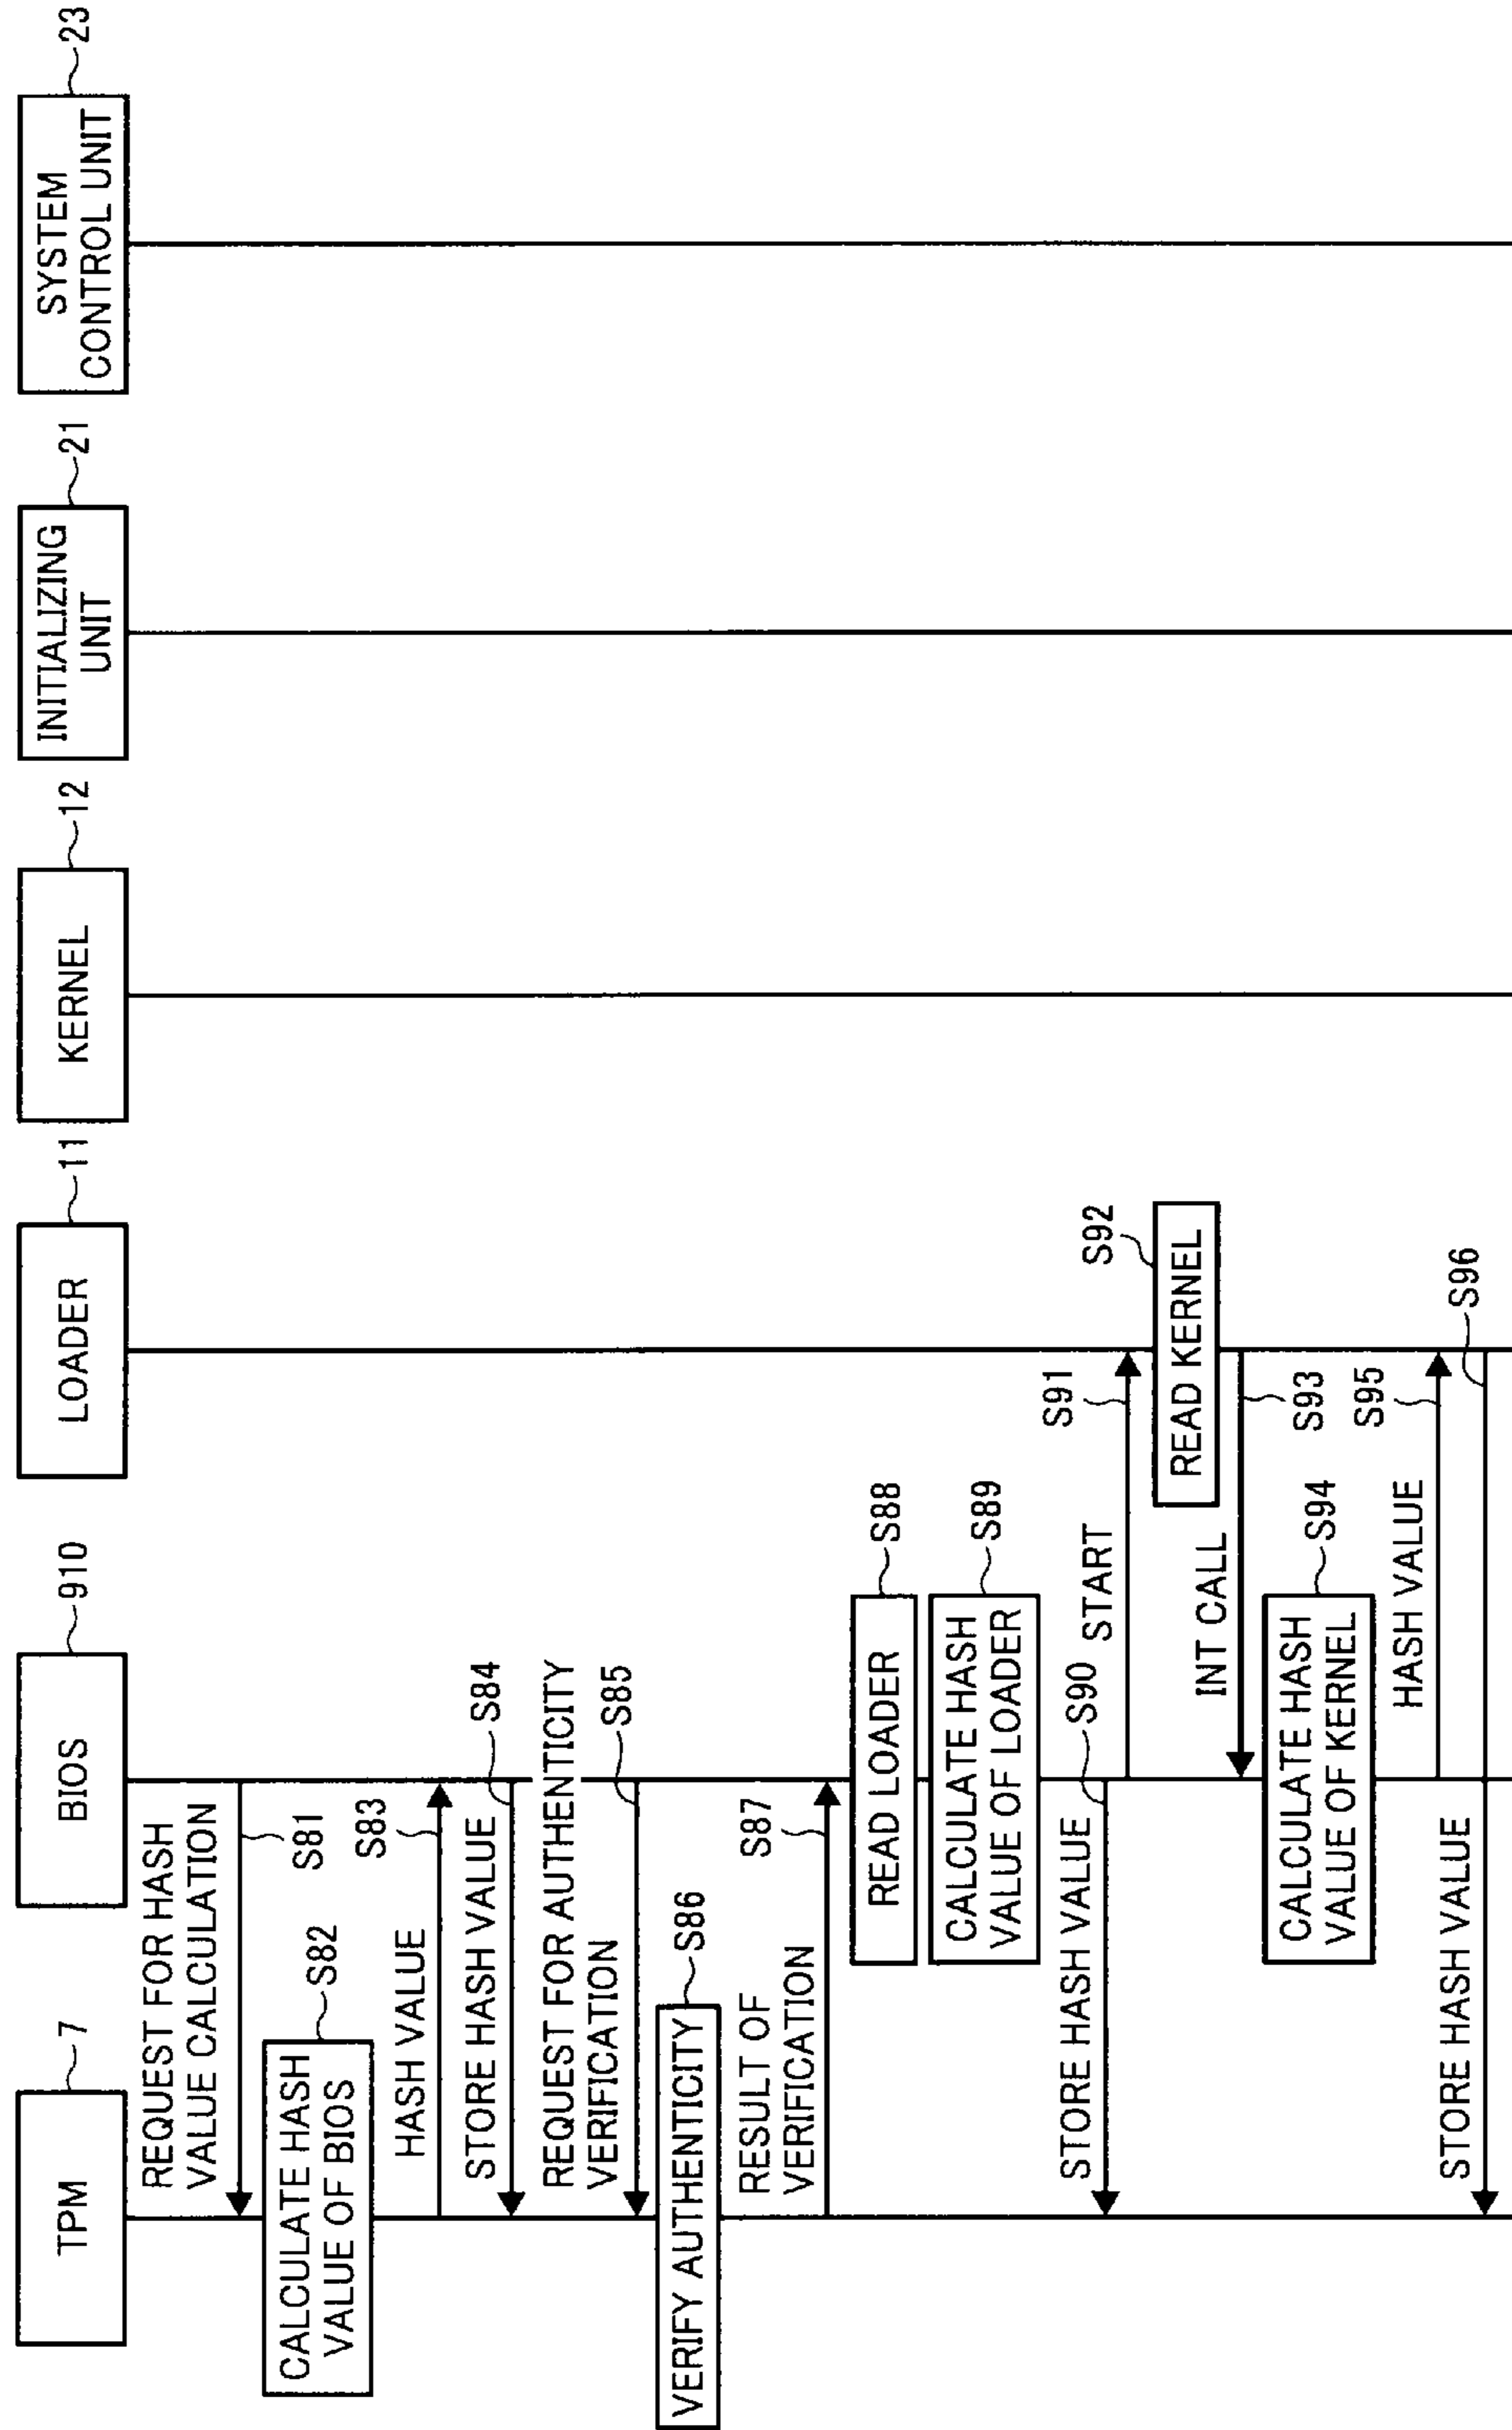 TPM
7
BIOS
910
LOADER
11
KERNEL
12
INITIALIZING
UNIT
21
SYSTEM
CONTROL UNIT
23
REQUEST FOR HASH
VALUE CALCULATION
S81
CALCULATE HASH
VALUE OF BIOS
S82
HASH VALUE
S83
STORE HASH VALUE
S84
REQUEST FOR AUTHENTICITY
VERIFICATION
S85
VERIFY AUTHENTICITY
S86
RESULT OF
VERIFICATION
S87
READ LOADER
S88
CALCULATE HASH
VALUE OF LOADER
S89
STORE HASH VALUE
S90
START
S91
READ KERNEL
S92
INT CALL
S93
CALCULATE HASH
VALUE OF KERNEL
S94
HASH VALUE
S95
STORE HASH VALUE
S96